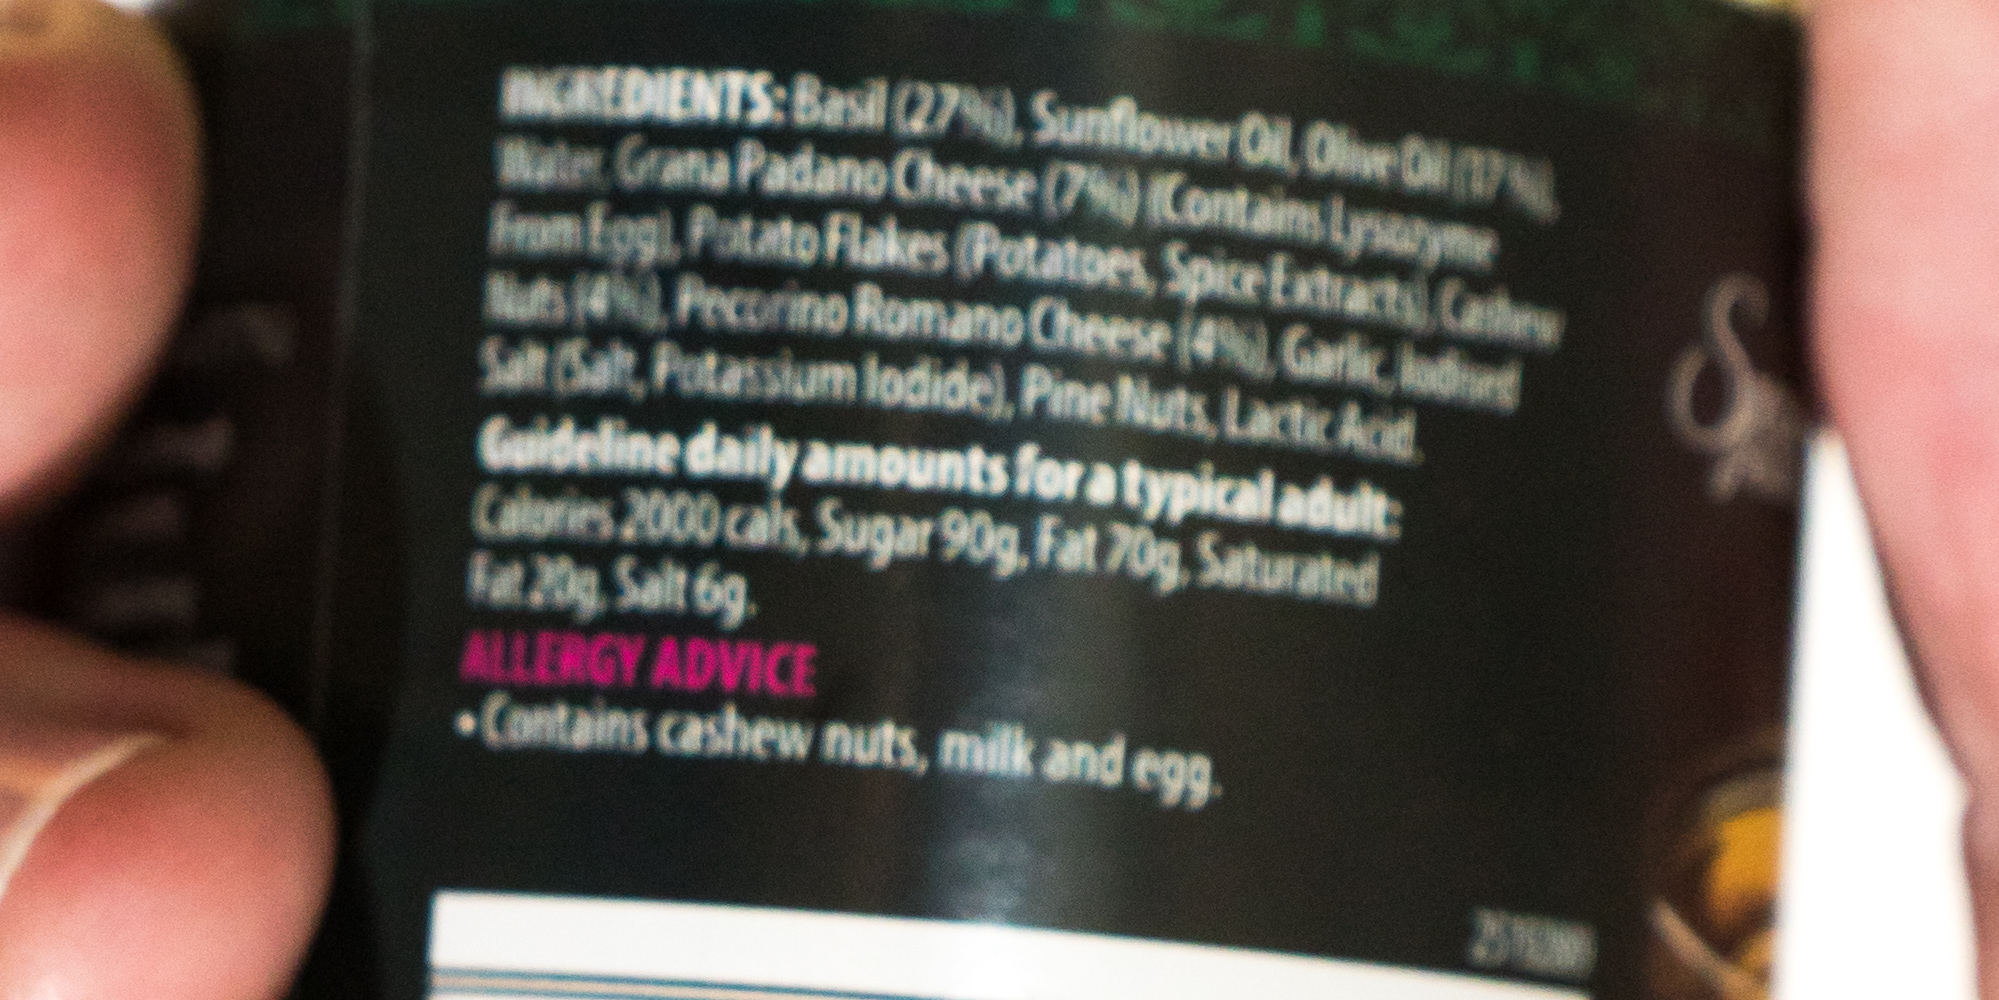 INGREDIENTS: Basil (27%), Sunflower Oil, Olive Oil (17%),
Water, Grana Padano Cheese (7%) (Contains Lysozyme
From Egg), Potato Flakes (Potatoes, Spice Extracts), Cashew
Nuts (4%), Pecorino Romano Cheese (4%), Garlic, Iodised
Salt (Salt, Potassium Iodide), Pine Nuts, Lactic Acid.
Guideline daily amounts for a typical adult:
Calories 2000 cals, Sugar 90g, Fat 70g, Saturated
Fat 20g, Salt 6g.
ALLERGY ADVICE
• Contains cashew nuts, milk and egg.